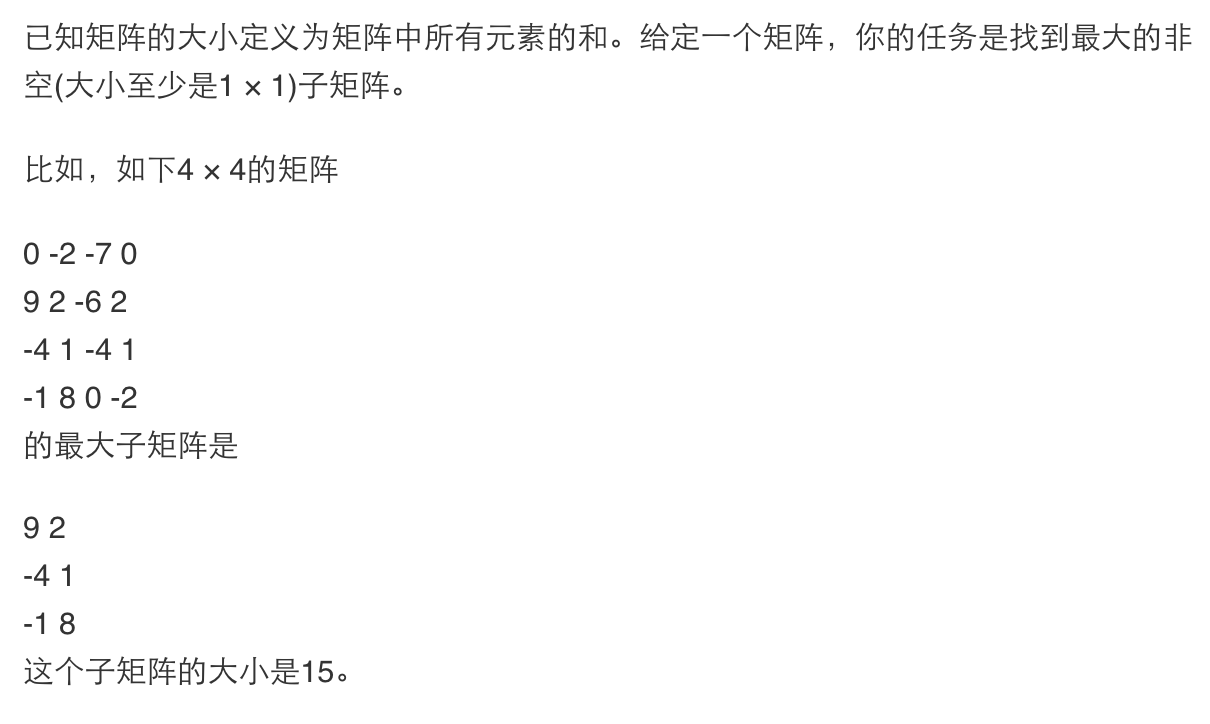 已知矩阵的大小定义为矩阵中所有元素的和。给定一个矩阵，你的任务是找到最大的非
空(大小至少是1 × 1)子矩阵。
比如，如下4 × 4的矩阵
0 -2 -7 0
9 2 -6 2
-4 1 -4 1
-1 8 0 -2
的最大子矩阵是
9 2
-4 1
-1 8
这个子矩阵的大小是15。